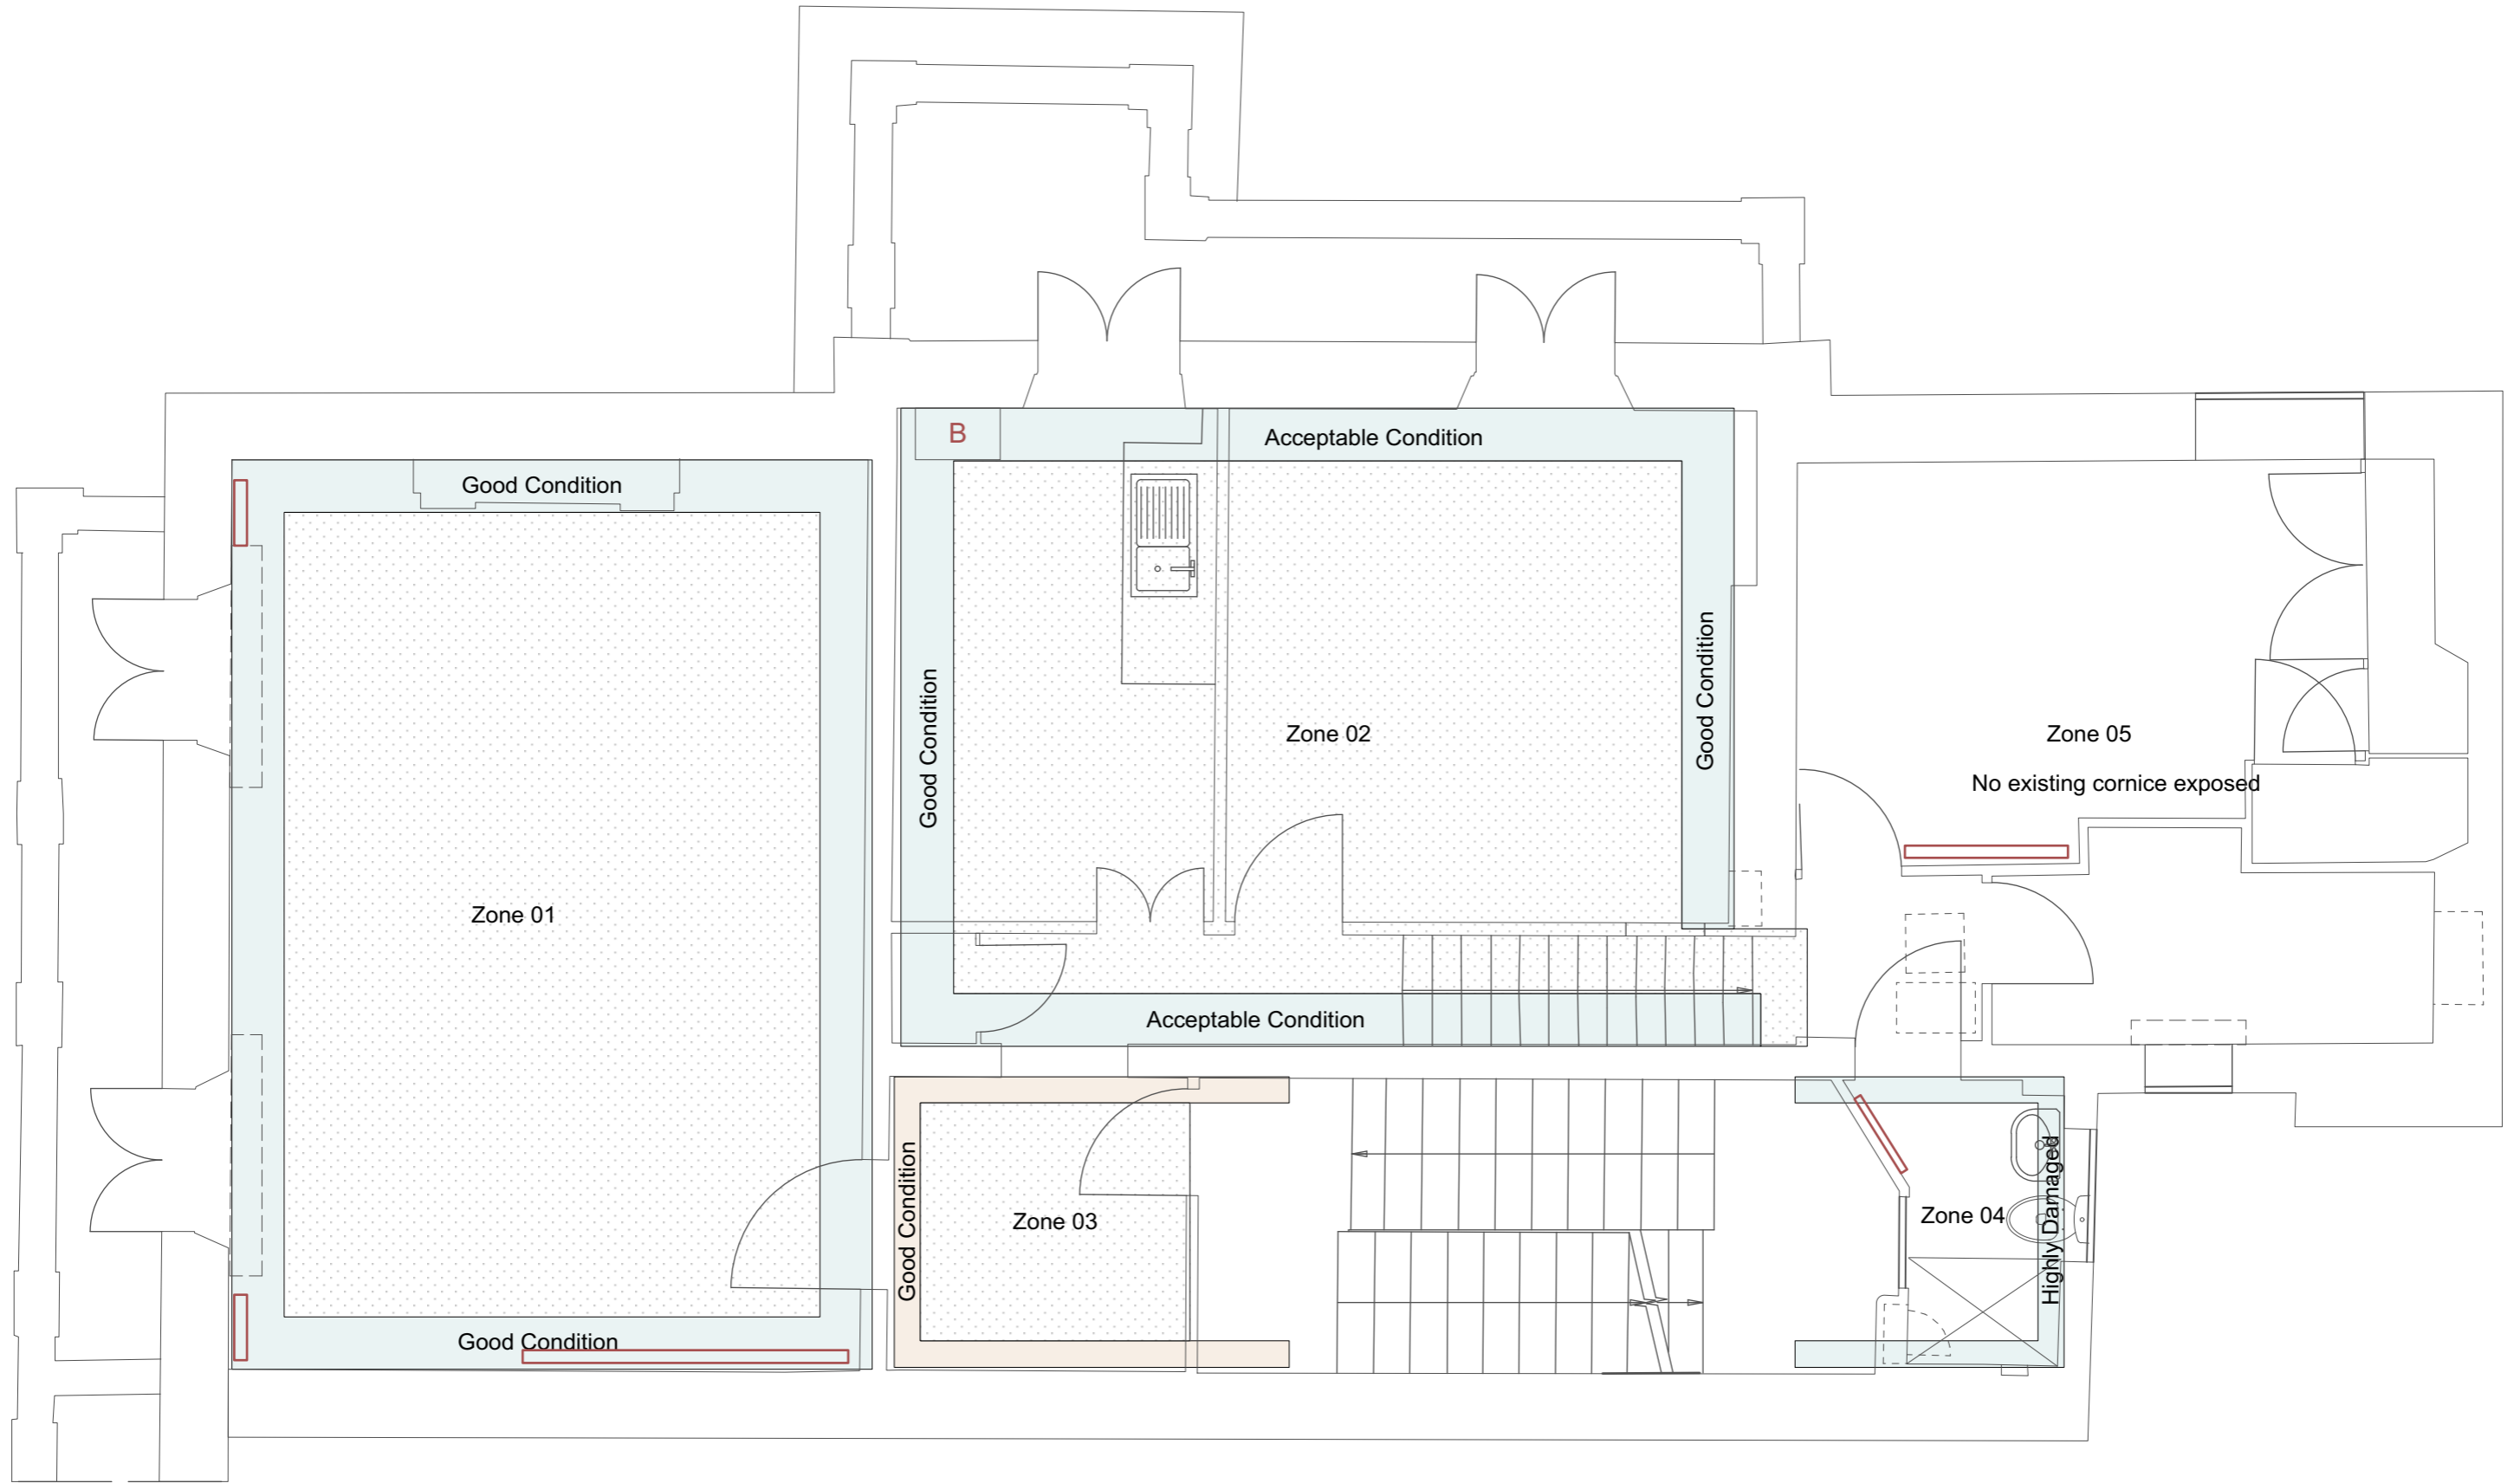 B
Acceptable Condition
Good Condition
Good Condition
Good Condition
Zone 02
Zone 05
No existing cornice exposed
Zone 01
Acceptable Condition
Good Condition
Zone 03
Zone 04
Highly Damaged
Good Condition